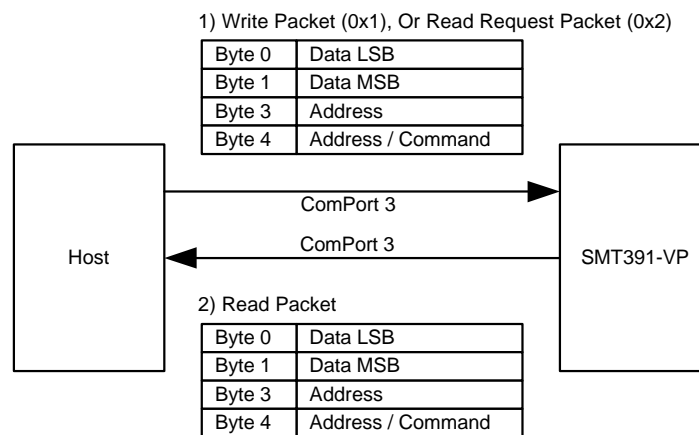 1) Write Packet (0x1), Or Read Request Packet (0x2)
Byte 0 Data LSB
Byte 1 Data MSB
Byte 3 Address
Byte 4 Address / Command
ComPort 3
ComPort 3
Host
SMT391-VP
2) Read Packet
Byte 0 Data LSB
Byte 1 Data MSB
Byte 3 Address
Byte 4 Address / Command